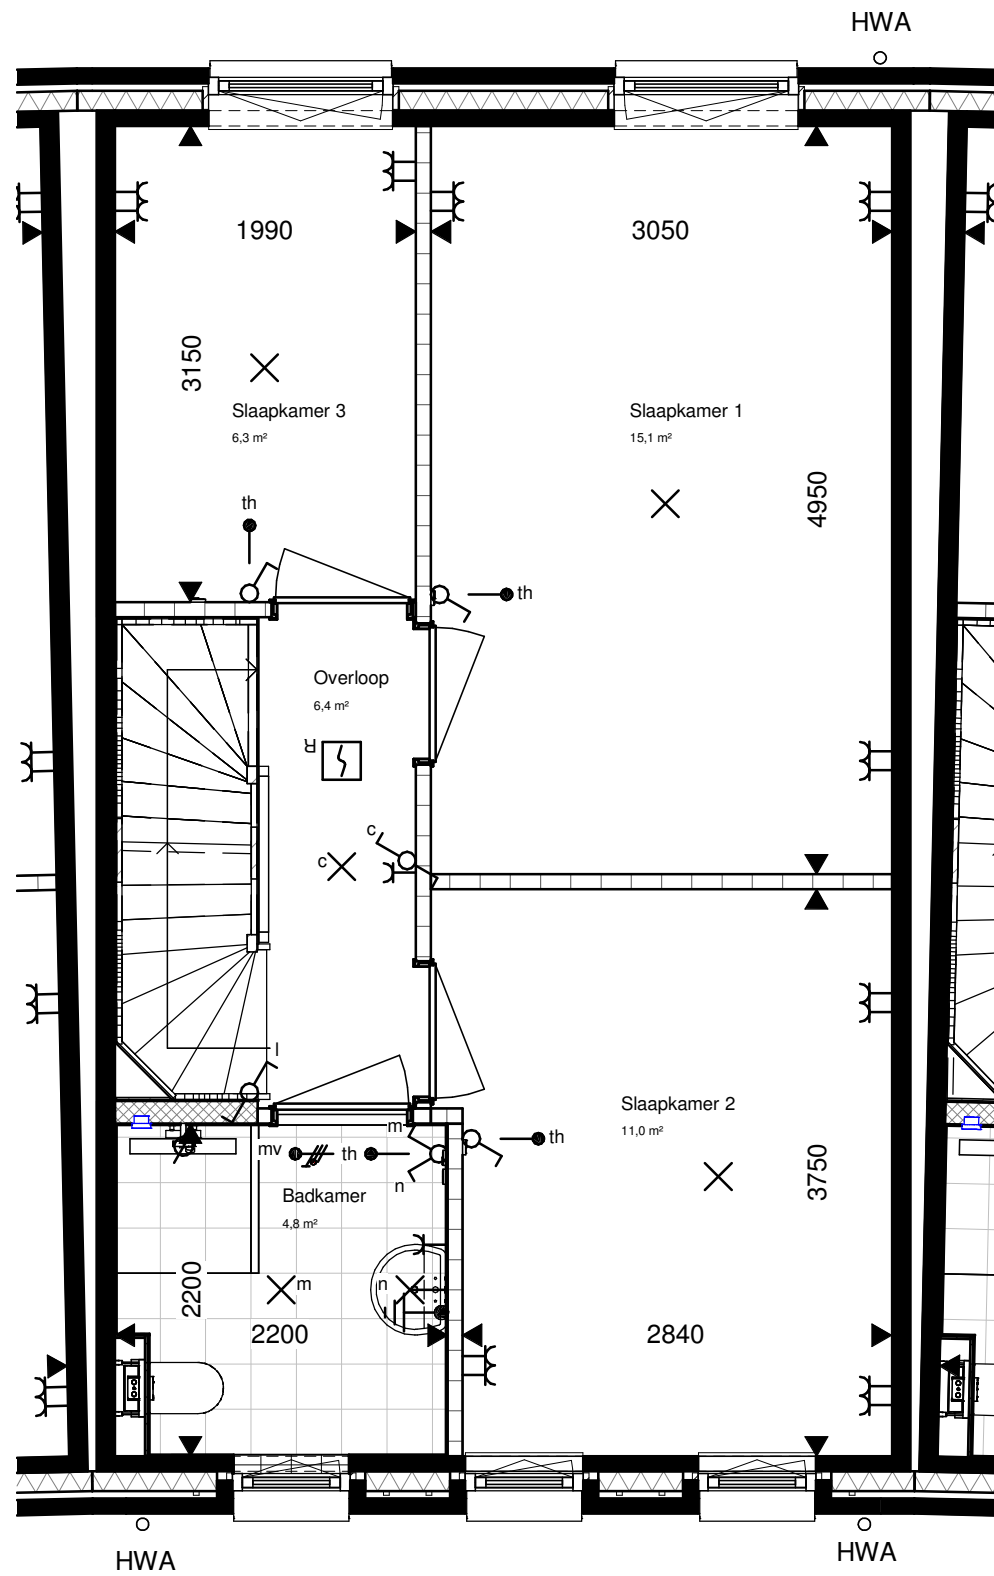 HWA
1990
3050
3150
Slaapkamer 3
6,3 m²
Slaapkamer 1
15,1 m²
4950
th
th
Overloop
6,4 m²
R
c
c
l
Slaapkamer 2
11,0 m²
m
mv
th
th
n
Badkamer
4,8 m²
3750
2200
m
n
2200
2840
HWA
HWA